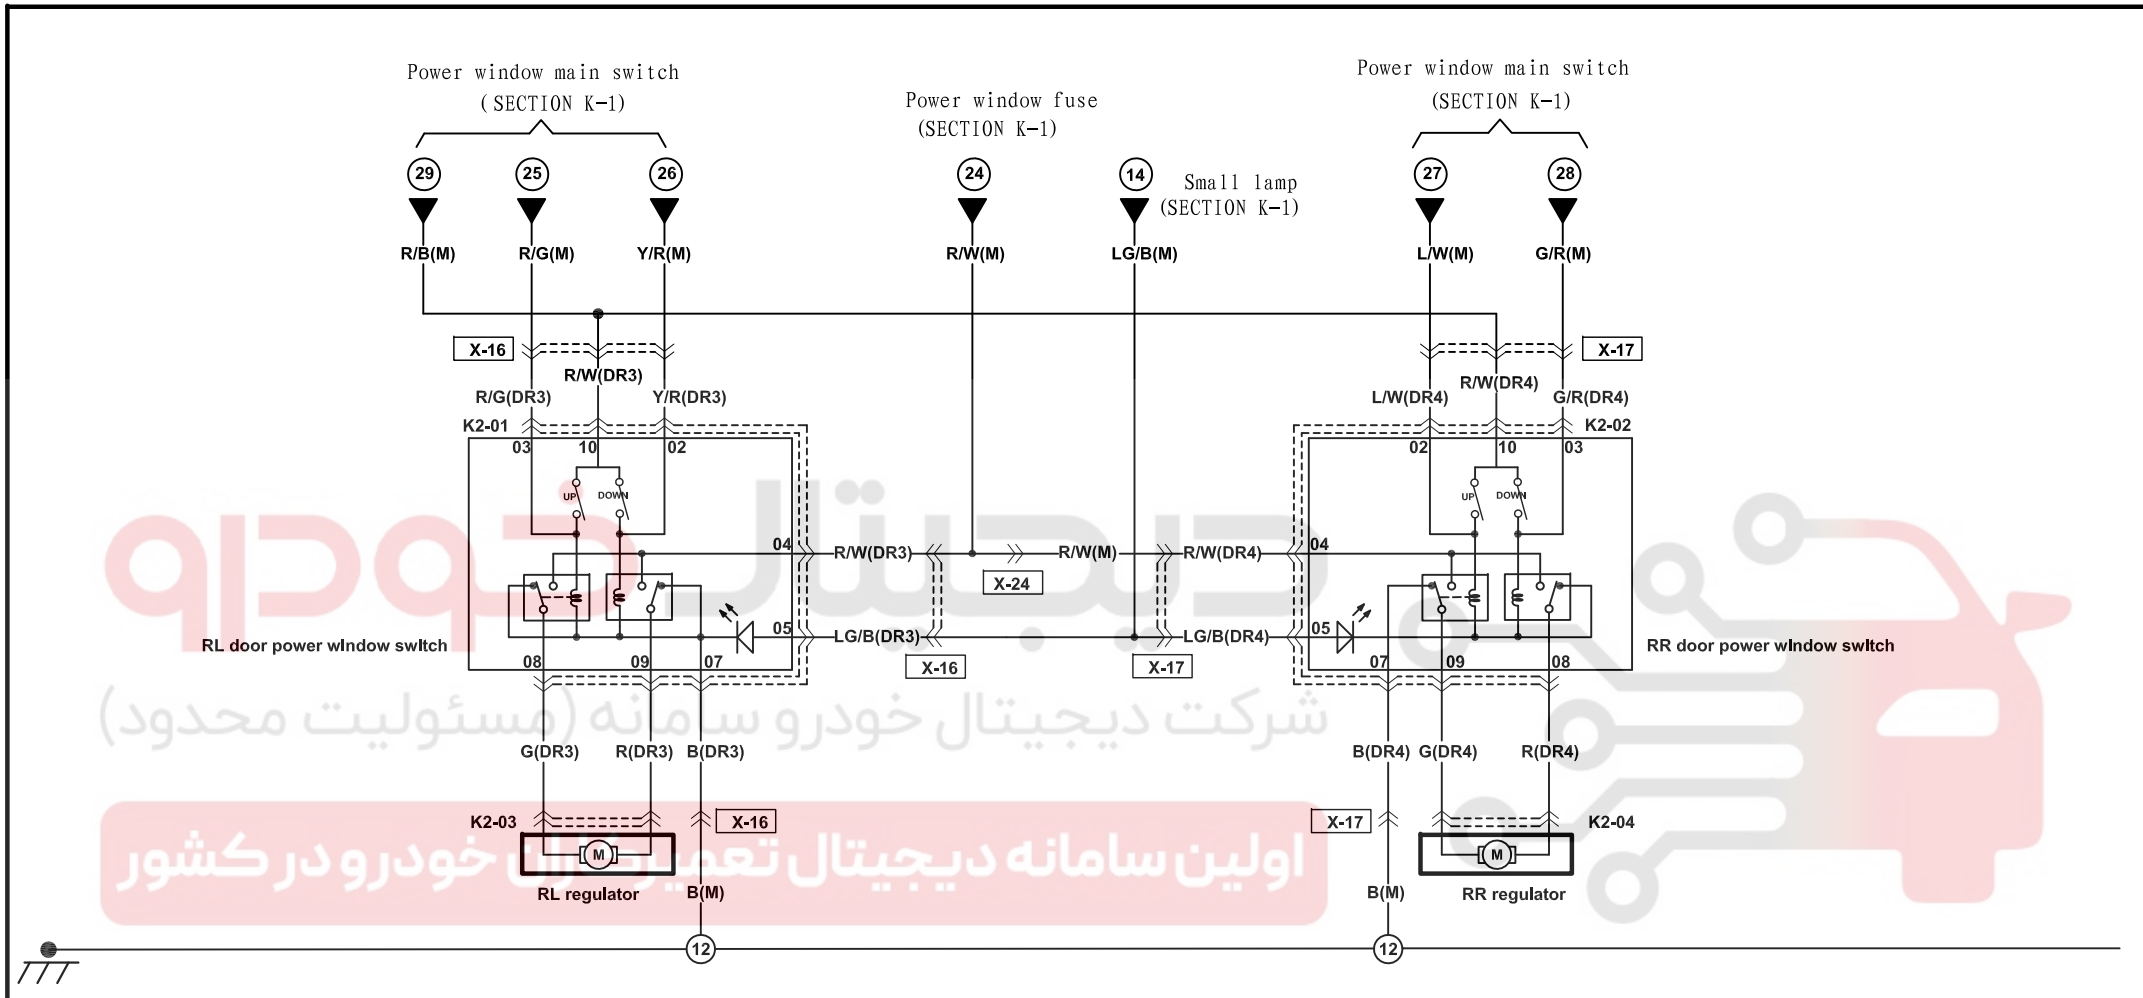 Power window main switch
( SECTION K-1)
Power window fuse
(SECTION K-1)
Power window main switch
(SECTION K-1)
29
25
26
24
14
Small lamp
(SECTION K-1)
27
28
R/B(M)
R/G(M)
Y/R(M)
R/W(M)
LG/B(M)
L/W(M)
G/R(M)
X-16
X-17
R/W(DR3)
R/W(DR4)
R/G(DR3)
Y/R(DR3)
L/W(DR4)
G/R(DR4)
K2-01
K2-02
03
10
02
02
10
03
UP
DOWN
UP
DOWN
04
R/W(DR3)
R/W(M)
R/W(DR4)
04
X-24
05
LG/B(DR3)
LG/B(DR4)
05
RL door power window switch
RR door power window switch
X-16
X-17
08
09
07
07
09
08
دیجیتال خودرو
شرکت دیجیتال خودرو سامانه (مسئولیت محدود)
G(DR3)
R(DR3)
B(DR3)
B(DR4)
G(DR4)
R(DR4)
K2-03
X-16
X-17
K2-04
M
M
اولین سامانه دیجیتال تعمیرکاران خودرو در کشور
RL regulator
B(M)
B(M)
RR regulator
12
12